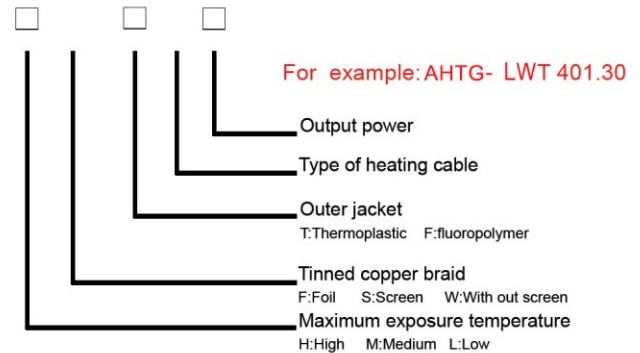 For example: AHTG- LWT 401.30
Output power
Type of heating cable
Outer jacket
T:Thermoplastic F:fluoropolymer
Tinned copper braid
F:Foil S:Screen W:With out screen
Maximum exposure temperature
H:High M:Medium L:Low